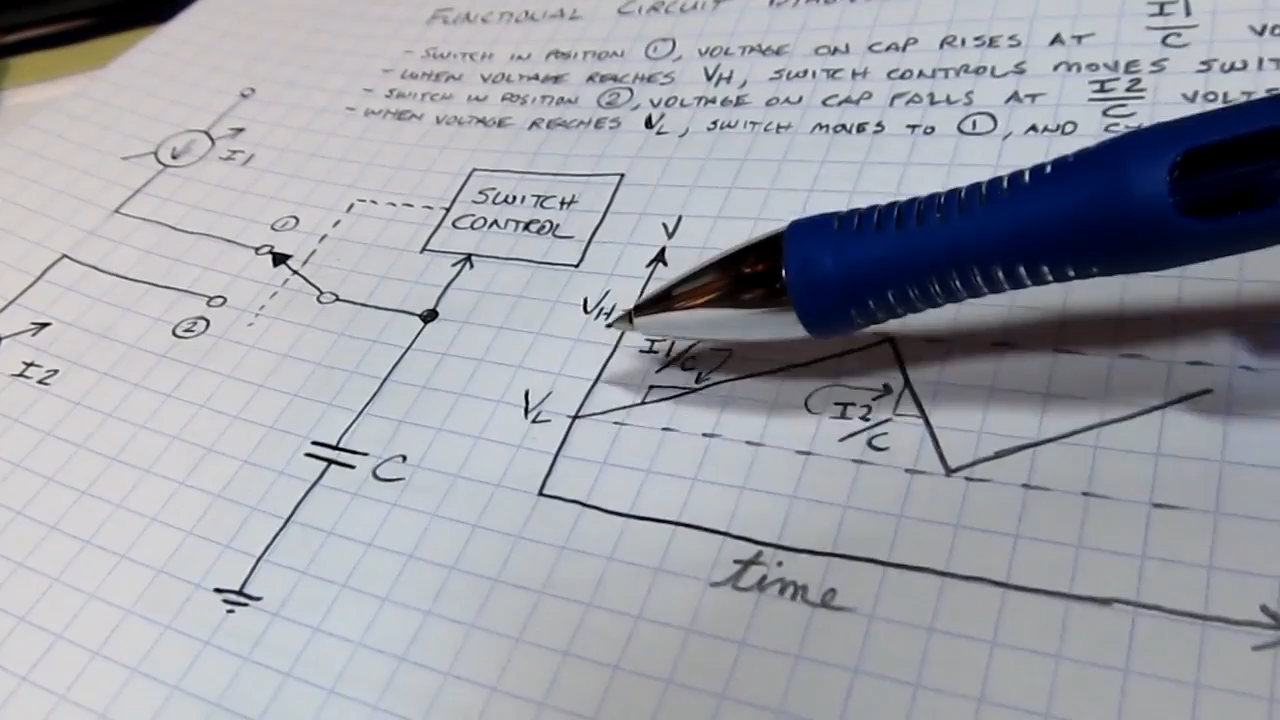 FUNCTIONAL CIRCUIT
- SWITCH IN POSITION ①, VOLTAGE ON CAP RISES AT I1/C
- WHEN VOLTAGE REACHES VH, SWITCH CONTROLS MOVES
- SWITCH IN POSITION ②, VOLTAGE ON CAP FALLS AT I2/C
- WHEN VOLTAGE REACHES VL, SWITCH MOVES TO ①, AND
I1
①
SWITCH
CONTROL
V
VH
②
I2
I1/C
VL
I2
/C
C
time